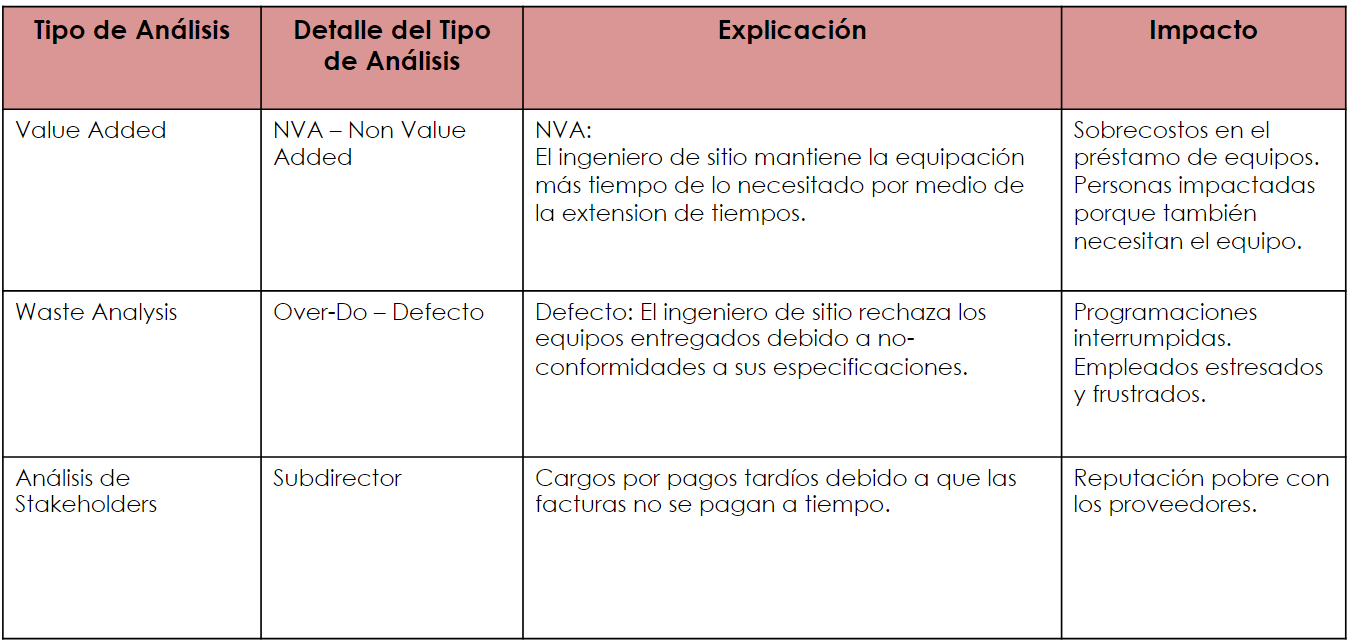 Tipo de Análisis
Detalle del Tipo
de Análisis
Explicación
Impacto
Value Added
NVA – Non Value
Added
NVA:
El ingeniero de sitio mantiene la equipación
más tiempo de lo necesitado por medio de
la extension de tiempos.
Sobrecostos en el
préstamo de equipos.
Personas impactadas
porque también
necesitan el equipo.
Waste Analysis
Over-Do – Defecto
Defecto: El ingeniero de sitio rechaza los
equipos entregados debido a no-
conformidades a sus especificaciones.
Programaciones
interrumpidas.
Empleados estresados
y frustrados.
Análisis de
Stakeholders
Subdirector
Cargos por pagos tardíos debido a que las
facturas no se pagan a tiempo.
Reputación pobre con
los proveedores.